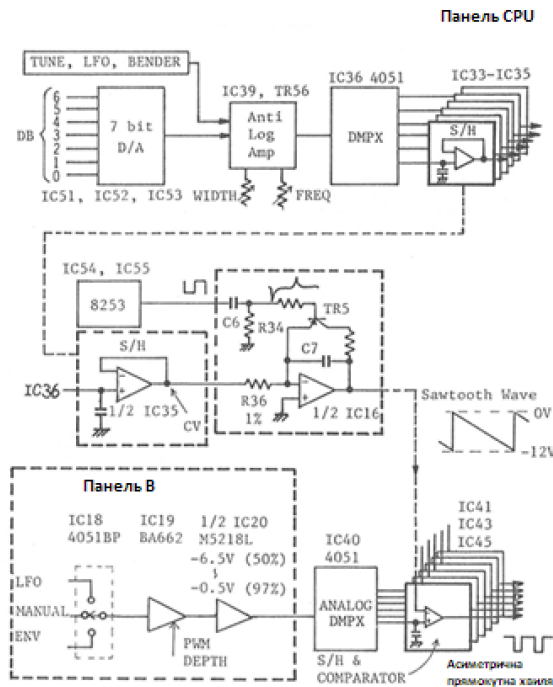 Панель CPU
TUNE, LFO, BENDER
IC39, TR56
IC36 4051
IC33-IC35
DB
6
5
4
3
2
1
0
7 bit
D/A
Anti
Log
Amp
DMPX
S/H
IC51, IC52, IC53
WIDTH
FREQ
IC54, IC55
8253
C6
R34
TR5
C7
S/H
IC36
1/2 IC35
CV
R36
1%
1/2 IC16
Sawtooth Wave
0V
-12V
Панель B
IC18
4051BP
IC19
BA662
1/2 IC20
M5218L
-6.5V (50%)
~
-0.5V (97%)
LFO
MANUAL
ENV
PWM
DEPTH
IC40
4051
ANALOG
DMPX
IC41
IC43
IC45
S/H &
COMPARATOR
Асиметрична
прямокутна хвиля